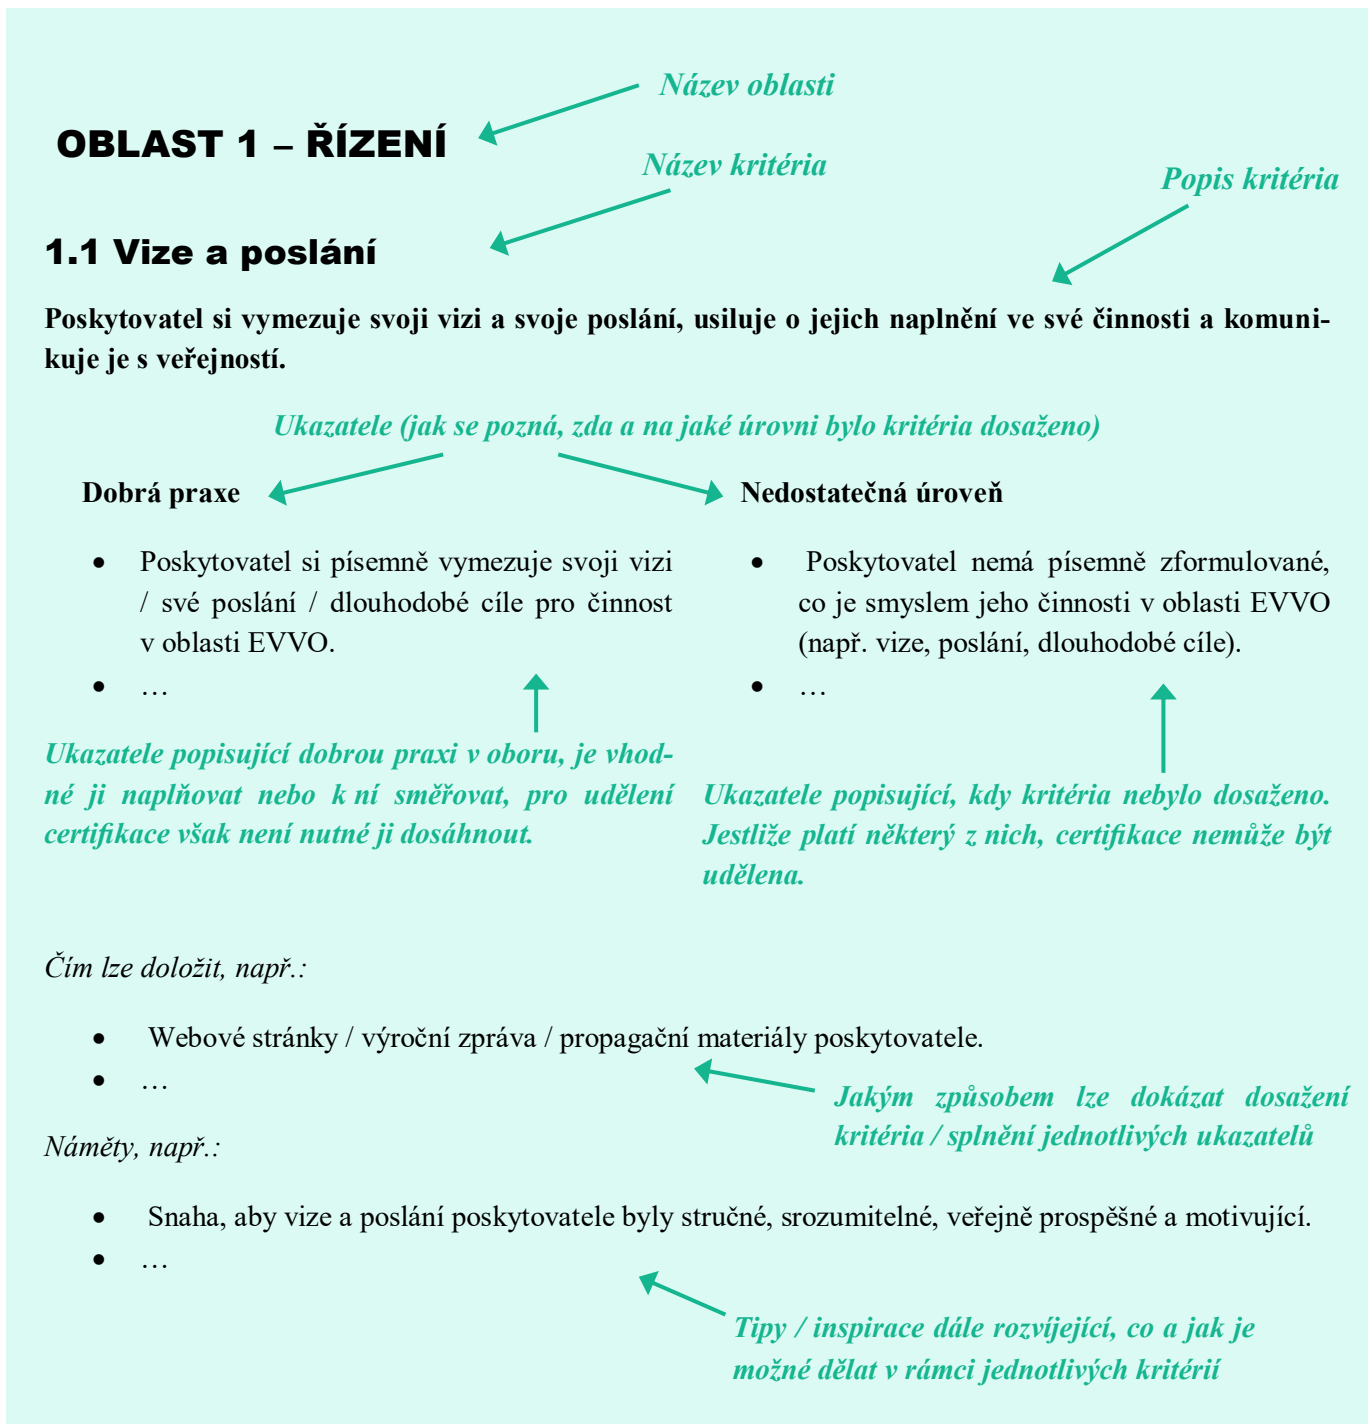 Název oblasti
OBLAST 1 – ŘÍZENÍ
Název kritéria
Popis kritéria
1.1 Vize a poslání
Poskytovatel si vymezuje svoji vizi a svoje poslání, usiluje o jejich naplnění ve své činnosti a komuni-
kuje je s veřejností.
Ukazatele (jak se pozná, zda a na jaké úrovni bylo kritéria dosaženo)
Dobrá praxe
• Poskytovatel si písemně vymezuje svoji vizi
/ své poslání / dlouhodobé cíle pro činnost
v oblasti EVVO.
• …
Ukazatele popisující dobrou praxi v oboru, je vhod-
né ji naplňovat nebo k ní směřovat, pro udělení
certifikace však není nutné ji dosáhnout.
Nedostatečná úroveň
• Poskytovatel nemá písemně zformulované,
co je smyslem jeho činnosti v oblasti EVVO
(např. vize, poslání, dlouhodobé cíle).
• …
Ukazatele popisující, kdy kritéria nebylo dosaženo.
Jestliže platí některý z nich, certifikace nemůže být
udělena.
Čím lze doložit, např.:
• Webové stránky / výroční zpráva / propagační materiály poskytovatele.
• …
Jakým způsobem lze dokázat dosažení
kritéria / splnění jednotlivých ukazatelů
Náměty, např.:
• Snaha, aby vize a poslání poskytovatele byly stručné, srozumitelné, veřejně prospěšné a motivující.
• …
Tipy / inspirace dále rozvíjející, co a jak je
možné dělat v rámci jednotlivých kritérií